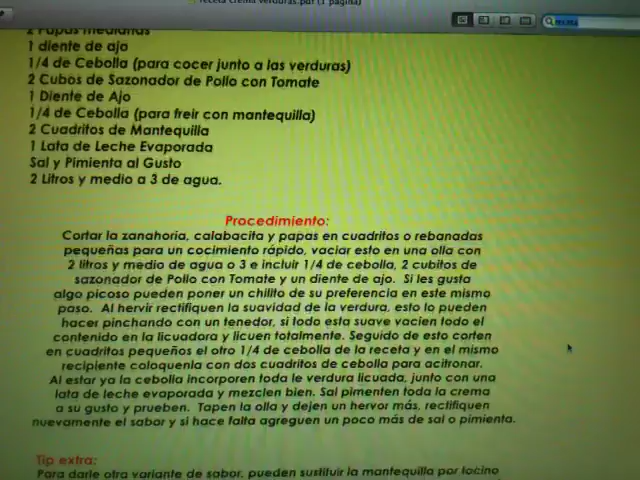 receta crema verduras.pdf (1 página)
2 Papas medianas
1 diente de ajo
1/4 de Cebolla (para cocer junto a las verduras)
2 Cubos de Sazonador de Pollo con Tomate
1 Diente de Ajo
1/4 de Cebolla (para freir con mantequilla)
2 Cuadritos de Mantequilla
1 Lata de Leche Evaporada
Sal y Pimienta al Gusto
2 Litros y medio a 3 de agua.
Procedimiento:
Cortar la zanahoria, calabacita y papas en cuadritos o rebanadas
pequeñas para un cocimiento rápido, vaciar esto en una olla con
2 litros y medio de agua o 3 e incluir 1/4 de cebolla, 2 cubitos de
sazonador de Pollo con Tomate y un diente de ajo. Si les gusta
algo picoso pueden poner un chilito de su preferencia en este mismo
paso. Al hervir rectifiquen la suavidad de la verdura, esto lo pueden
hacer pinchando con un tenedor, si todo esta suave vacien todo el
contenido en la licuadora y licuen totalmente. Seguido de esto corten
en cuadritos pequeños el otro 1/4 de cebolla de la receta y en el mismo
recipiente coloquenla con dos cuadritos de cebolla para acitronar.
Al estar ya la cebolla incorporen toda le verdura licuada, junto con una
lata de leche evaporada y mezclen bien. Sal pimenten toda la crema
a su gusto y prueben. Tapen la olla y dejen un hervor más, rectifiquen
nuevamente el sabor y si hace falta agreguen un poco más de sal o pimienta.
Tip extra:
Para darle otra variante de sabor, pueden sustituir la mantequilla por tocino